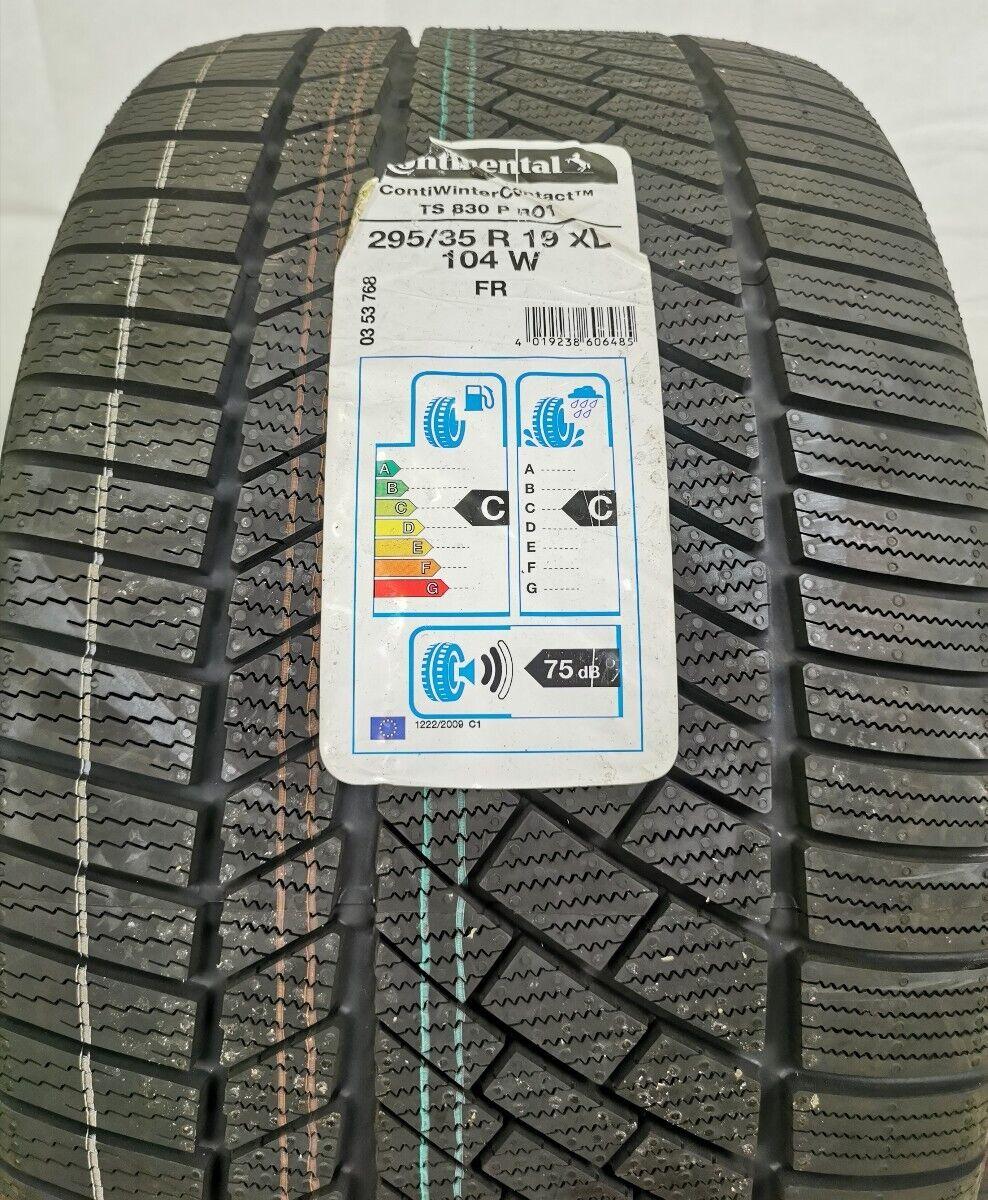 Continental
ContiWinterContact™
TS 830 P
295/35 R 19 XL
104 W
FR
03 53 768
4 019238 606485
A
B
C
D
E
F
G
C
A
B
C
D
E
F
G
C
75 dB
1222/2009 C1